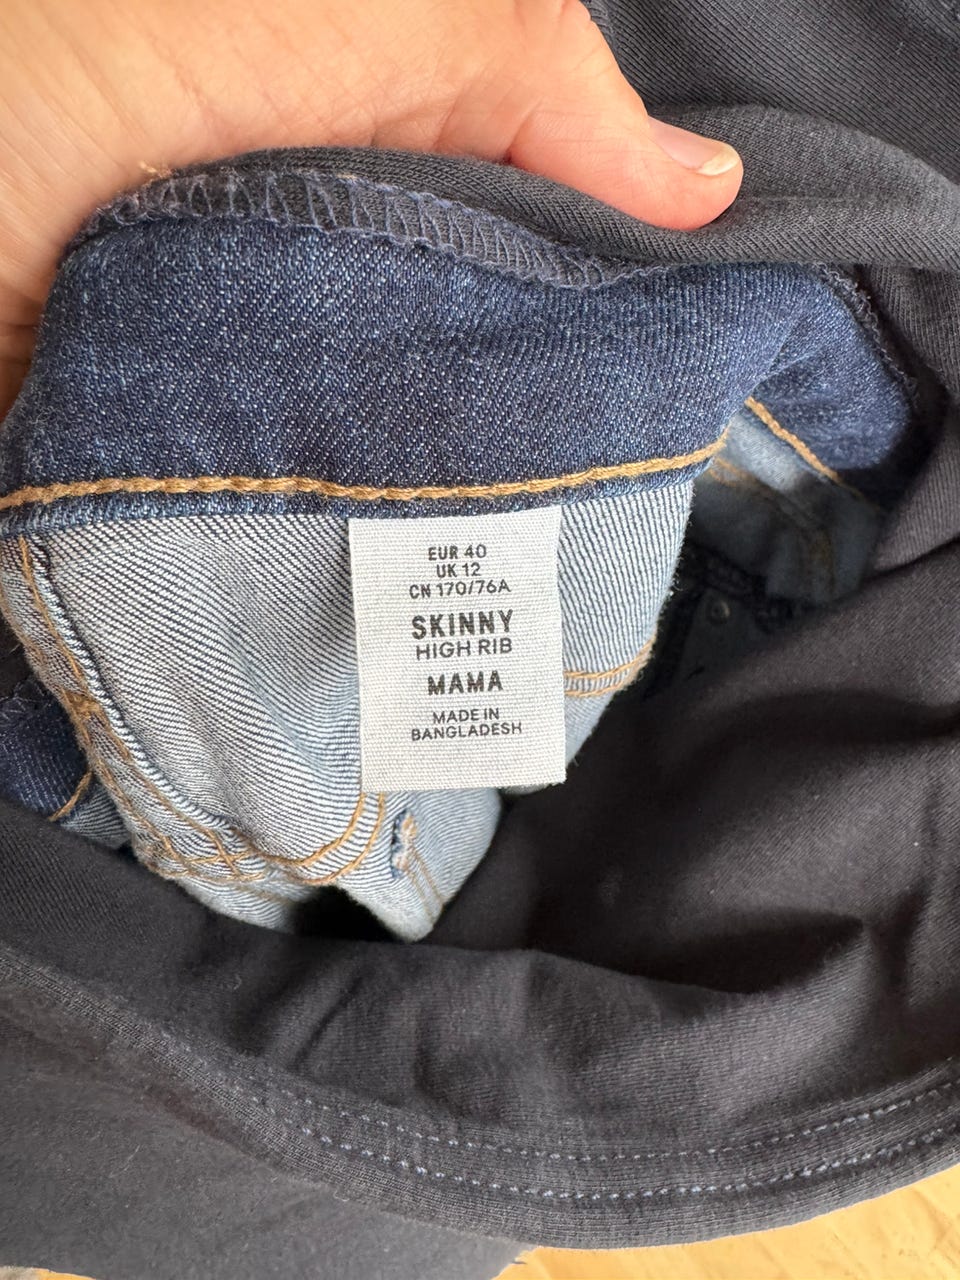 EUR 40
UK 12
CN 170/76A
SKINNY
HIGH RIB
MAMA
MADE IN
BANGLADESH